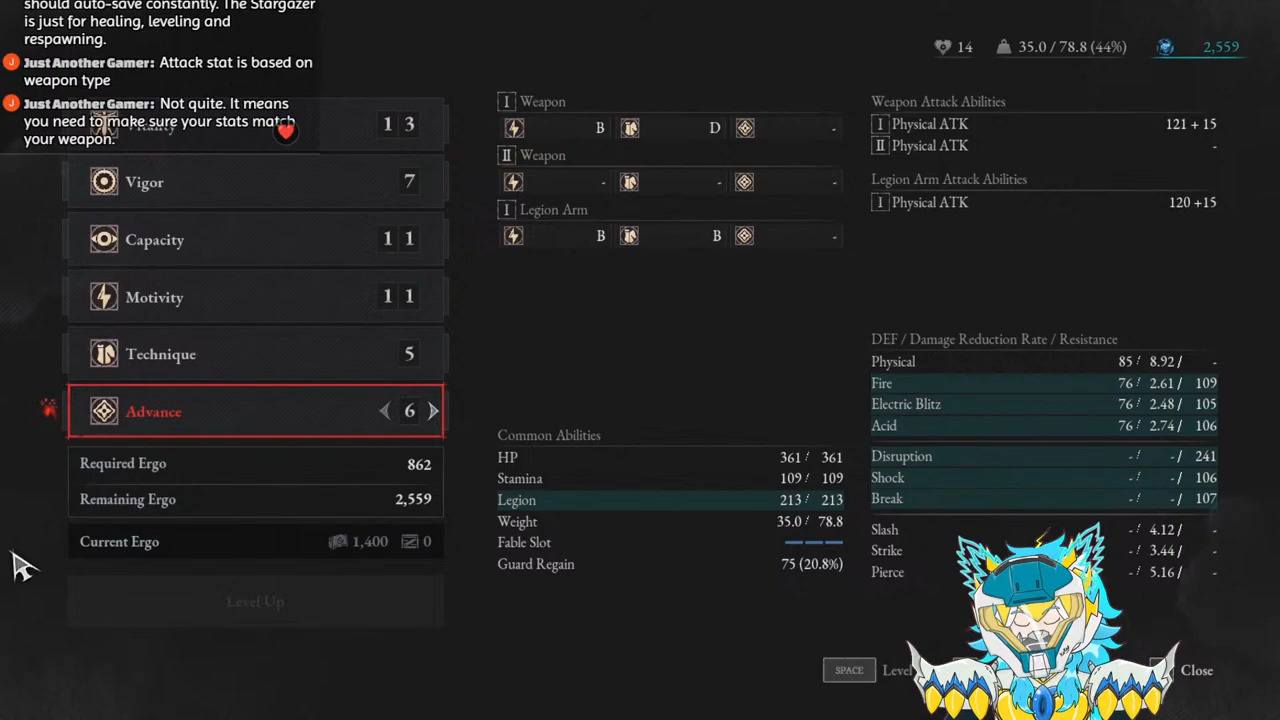 should auto-save constantly. The Stargazer
is just for healing, leveling and
respawning.
Just Another Gamer: Attack stat is based on
weapon type
Just Another Gamer: Not quite. It means
you need to make sure your stats match
your weapon.
14
35.0 / 78.8 (44%)
2,559
Vitality 13
Vigor 7
Capacity 11
Motivity 11
Technique 5
Advance 6
Required Ergo 862
Remaining Ergo 2,559
Current Ergo 1,400 0
Level Up
I Weapon
B D -
II Weapon
- - -
I Legion Arm
B B -
Common Abilities
HP 361 / 361
Stamina 109 / 109
Legion 213 / 213
Weight 35.0 / 78.8
Fable Slot
Guard Regain 75 (20.8%)
Weapon Attack Abilities
I Physical ATK 121 + 15
II Physical ATK -
Legion Arm Attack Abilities
I Physical ATK 120 +15
DEF / Damage Reduction Rate / Resistance
Physical 85 / 8.92 / -
Fire 76 / 2.61 / 109
Electric Blitz 76 / 2.48 / 105
Acid 76 / 2.74 / 106
Disruption - / - / 241
Shock - / - / 106
Break - / - / 107
Slash - / 4.12 / -
Strike - / 3.44 / -
Pierce - / 5.16 / -
SPACE Level
Close